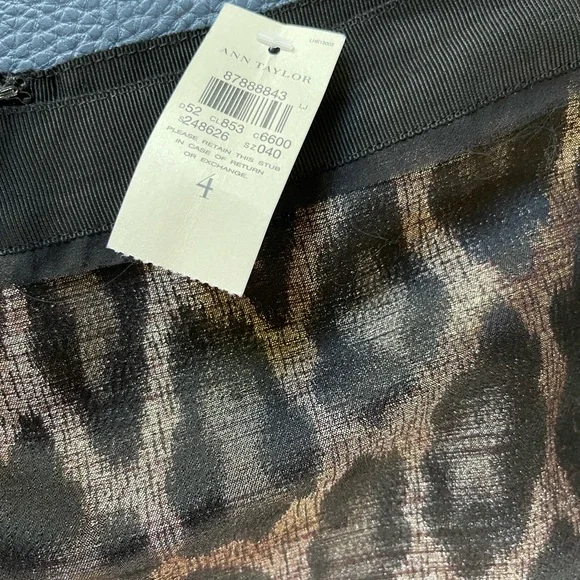 ANN TAYLOR
87888843
D52 CL853 C6600
S248626 SZ040
PLEASE RETAIN THIS STUB
IN CASE OF RETURN
OR EXCHANGE.
4